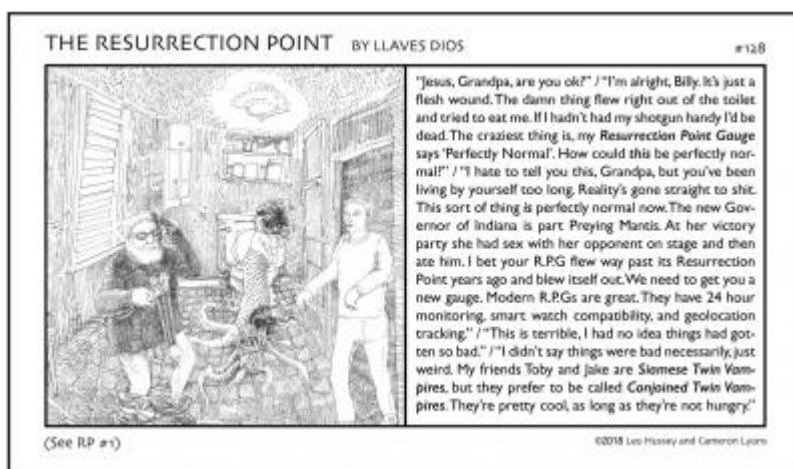 THE RESURRECTION POINT BY LLAVES DIOS #128
"Jesus, Grandpa, are you ok?" / "I'm alright, Billy. It's just a
flesh wound. The damn thing flew right out of the toilet
and tried to eat me. If I hadn't had my shotgun handy I'd be
dead. The craziest thing is, my Resurrection Point Gauge
says 'Perfectly Normal'. How could this be perfectly nor-
mal?" / "I hate to tell you this, Grandpa, but you've been
living by yourself too long. Reality's gone straight to shit.
This sort of thing is perfectly normal now. The new Gov-
ernor of Indiana is part Preying Mantis. At her victory
party she had sex with her opponent on stage and then
ate him. I bet your R.P.G flew way past its Resurrection
Point years ago and blew itself out. We need to get you a
new gauge. Modern R.P.Gs are great. They have 24 hour
monitoring, smart watch compatibility, and geolocation
tracking." / "This is terrible, I had no idea things had got-
ten so bad." / "I didn't say things were bad necessarily, just
weird. My friends Toby and Jake are Siamese Twin Vam-
pires, but they prefer to be called Conjoined Twin Vam-
pires. They're pretty cool, as long as they're not hungry."
(See RP #1) ©2018 Leo Hussey and Cameron Lyons